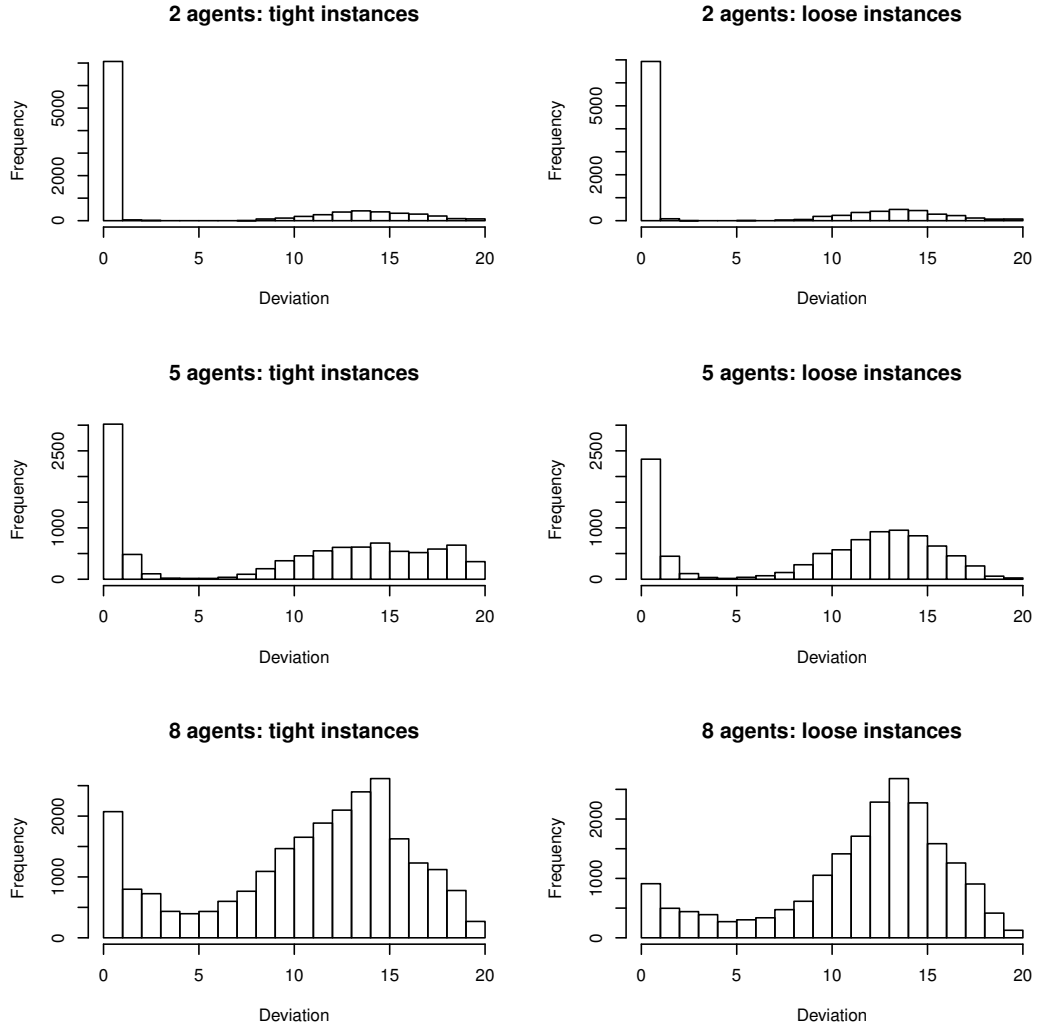 2 agents: tight instances
Frequency
0 2000 5000
0 5 10 15 20
Deviation
2 agents: loose instances
Frequency
0 2000 5000
0 5 10 15 20
Deviation
5 agents: tight instances
Frequency
0 1000 2500
0 5 10 15 20
Deviation
5 agents: loose instances
Frequency
0 1000 2500
0 5 10 15 20
Deviation
8 agents: tight instances
Frequency
0 1000 2000
0 5 10 15 20
Deviation
8 agents: loose instances
Frequency
0 1000 2000
0 5 10 15 20
Deviation